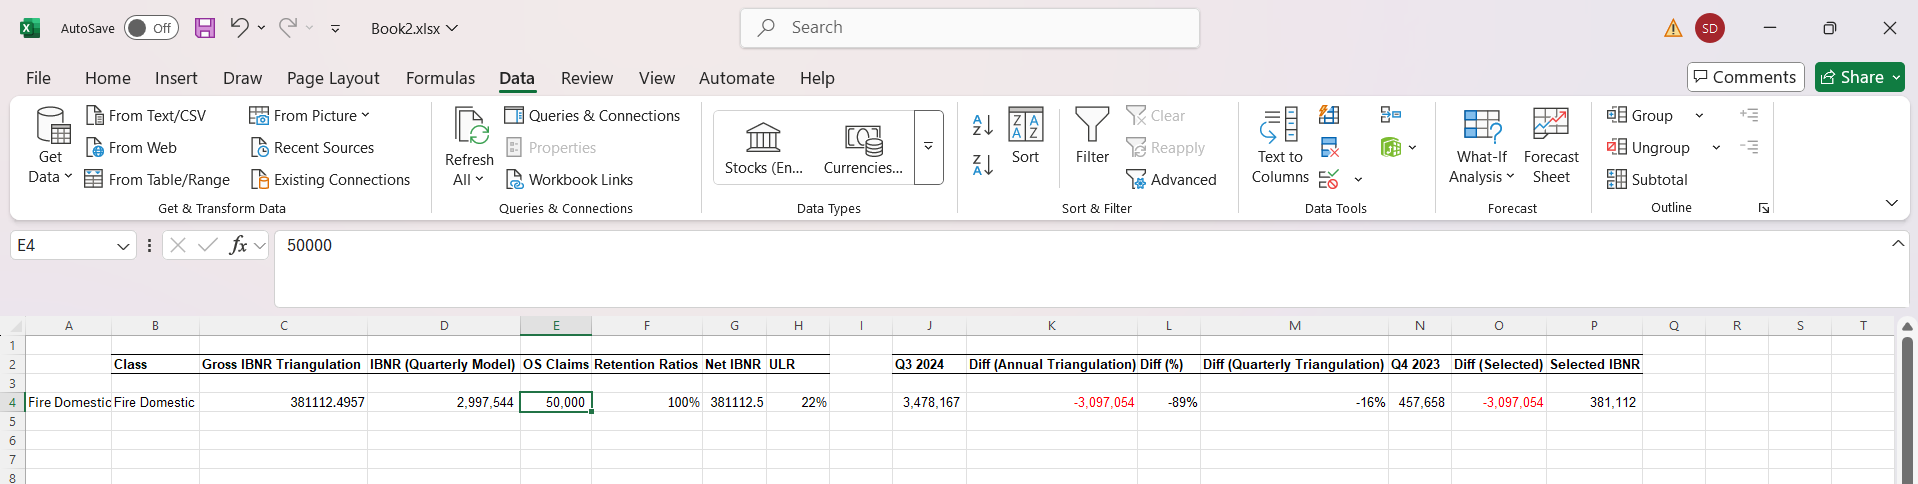 AutoSave Off Book2.xlsx Search SD
File Home Insert Draw Page Layout Formulas Data Review View Automate Help Comments Share
Get Data
From Text/CSV
From Web
From Table/Range
From Picture
Recent Sources
Existing Connections
Get & Transform Data
Refresh All
Queries & Connections
Properties
Workbook Links
Queries & Connections
Stocks (En...
Currencies...
Data Types
Sort
Filter
Clear
Reapply
Advanced
Sort & Filter
Text to Columns
Data Tools
What-If Analysis
Forecast Sheet
Forecast
Group
Ungroup
Subtotal
Outline
E4 fx 50000
A B C D E F G H I J K L M N O P Q R S T
1
2 Class Gross IBNR Triangulation IBNR (Quarterly Model) OS Claims Retention Ratios Net IBNR ULR Q3 2024 Diff (Annual Triangulation) Diff (%) Diff (Quarterly Triangulation) Q4 2023 Diff (Selected) Selected IBNR
3
4 Fire Domestic Fire Domestic 381112.4957 2,997,544 50,000 100% 381112.5 22% 3,478,167 -3,097,054 -89% -16% 457,658 -3,097,054 381,112
5
6
7
8